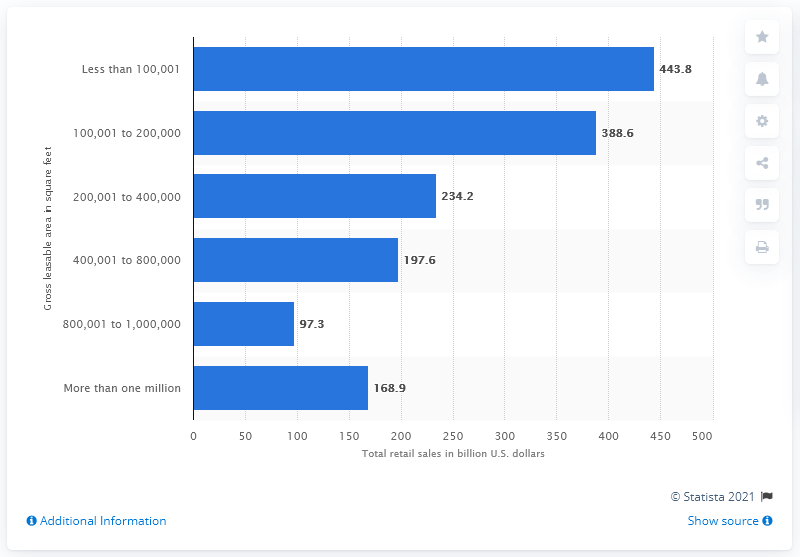 Gross leasable area in square feet
Less than 100,001
443.8
100,001 to 200,000
388.6
200,001 to 400,000
234.2
400,001 to 800,000
197.6
800,001 to 1,000,000
97.3
More than one million
168.9
0 50 100 150 200 250 300 350 400 450 500
Total retail sales in billion U.S. dollars
© Statista 2021
Additional Information
Show source